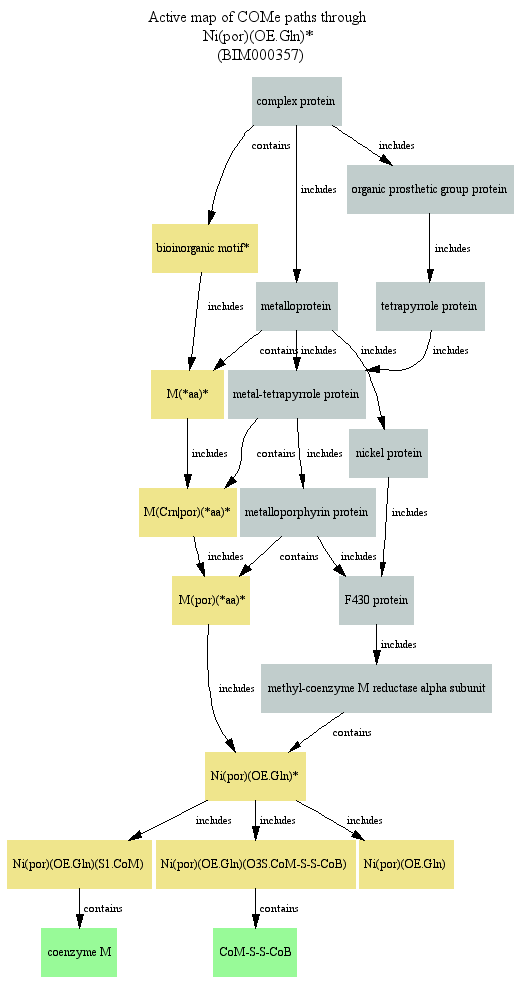 Active map of COMe paths through
Ni(por)(OE.Gln)*
(BIM000357)
complex protein
contains
includes
includes
organic prosthetic group protein
bioinorganic motif*
includes
includes
metalloprotein
tetrapyrrole protein
contains
includes
includes
includes
M(*aa)*
metal-tetrapyrrole protein
nickel protein
includes
contains
includes
includes
M(Crn|por)(*aa)*
metalloporphyrin protein
includes
contains
includes
M(por)(*aa)*
F430 protein
includes
includes
methyl-coenzyme M reductase alpha subunit
contains
Ni(por)(OE.Gln)*
includes
includes
includes
Ni(por)(OE.Gln)(S1.CoM)
Ni(por)(OE.Gln)(O3S.CoM-S-S-CoB)
Ni(por)(OE.Gln)
contains
contains
coenzyme M
CoM-S-S-CoB